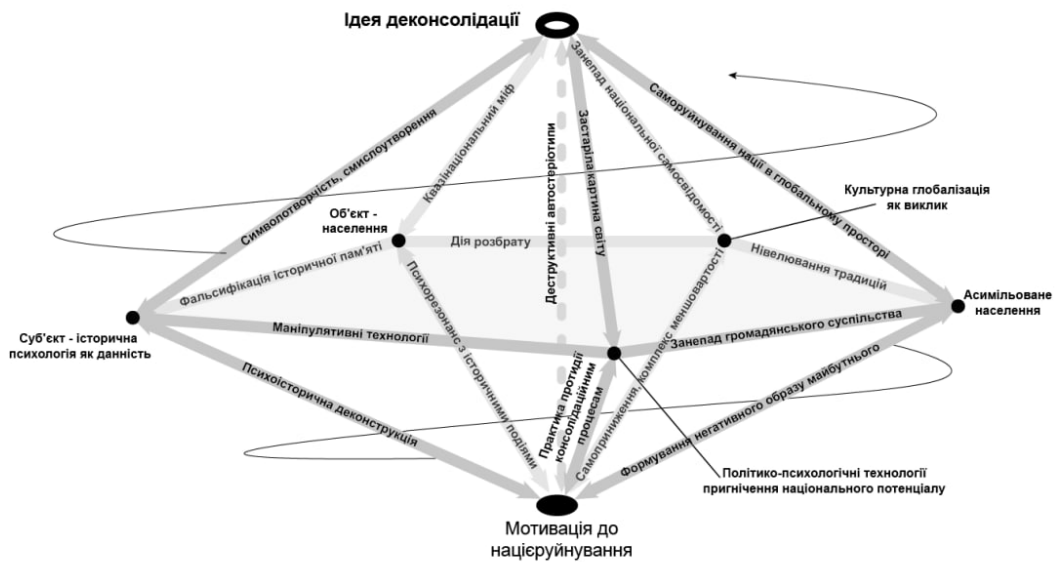 Ідея деконсолідації
Символотворчість, смислоутворення
Квазінаціональний міф
Деструктивні автостеріотипи
Застаріла картина світу
Занепад національної самосвідомості
Саморуйнування нації в глобальному просторі
Культурна глобалізація
як виклик
Об'єкт -
населення
Дія розбрату
Фальсифікація історичної пам'яті
Нівелювання традицій
Асимільоване
населення
Суб'єкт - історична
психологія як данність
Маніпулятивні технології
Занепад громадянського суспільства
Психорезонанс з історичними подіями
Психоісторична деконструкція
Практика протидії
консолідаційним
процесам
Самоприниження, комплекс меншовартості
Формування негативного образу майбутнього
Політико-психологічні технології
пригнічення національного потенціалу
Мотивація до
націєруйнування